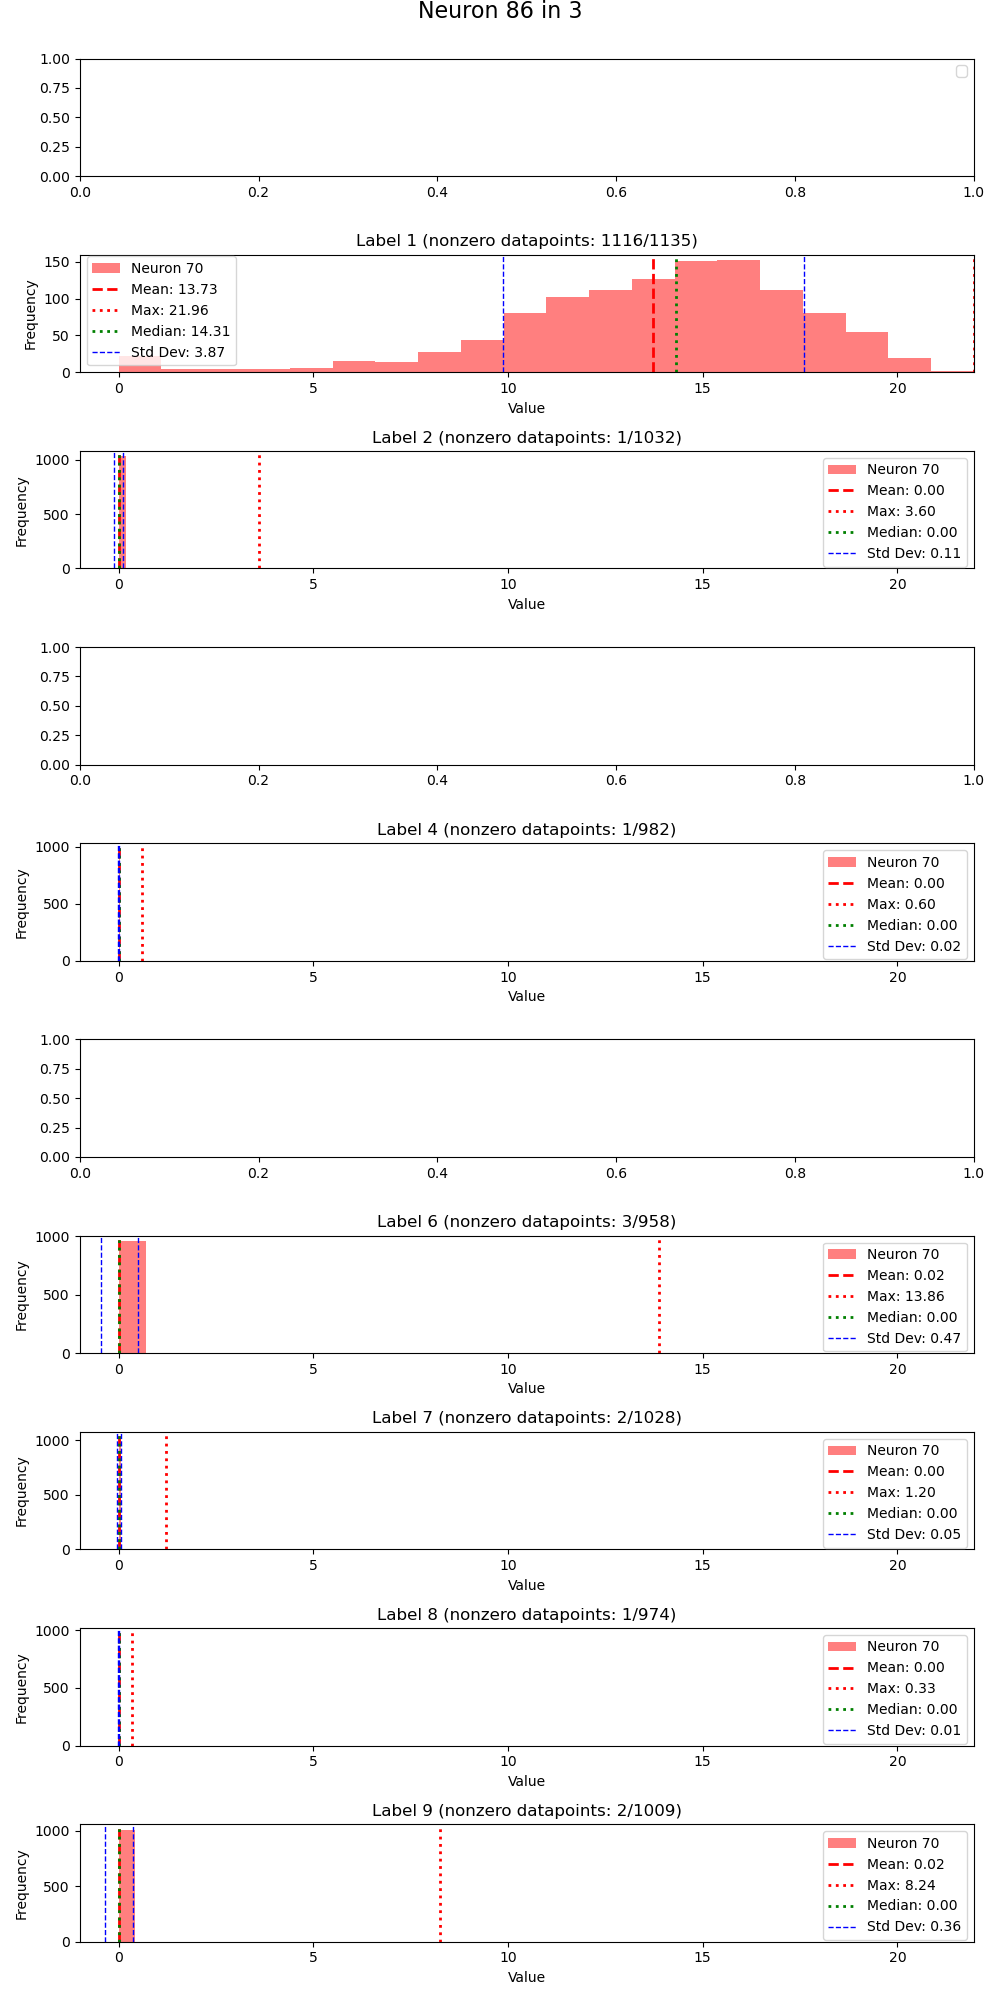 Neuron 86 in 3
1.00
0.75
0.50
0.25
0.00
0.0 0.2 0.4 0.6 0.8 1.0
Label 1 (nonzero datapoints: 1116/1135)
150
100
50
0
Frequency
Neuron 70
Mean: 13.73
Max: 21.96
Median: 14.31
Std Dev: 3.87
0 5 10 15 20
Value
Label 2 (nonzero datapoints: 1/1032)
1000
500
0
Frequency
Neuron 70
Mean: 0.00
Max: 3.60
Median: 0.00
Std Dev: 0.11
0 5 10 15 20
Value
1.00
0.75
0.50
0.25
0.00
0.0 0.2 0.4 0.6 0.8 1.0
Label 4 (nonzero datapoints: 1/982)
1000
500
0
Frequency
Neuron 70
Mean: 0.00
Max: 0.60
Median: 0.00
Std Dev: 0.02
0 5 10 15 20
Value
1.00
0.75
0.50
0.25
0.00
0.0 0.2 0.4 0.6 0.8 1.0
Label 6 (nonzero datapoints: 3/958)
1000
500
0
Frequency
Neuron 70
Mean: 0.02
Max: 13.86
Median: 0.00
Std Dev: 0.47
0 5 10 15 20
Value
Label 7 (nonzero datapoints: 2/1028)
1000
500
0
Frequency
Neuron 70
Mean: 0.00
Max: 1.20
Median: 0.00
Std Dev: 0.05
0 5 10 15 20
Value
Label 8 (nonzero datapoints: 1/974)
1000
500
0
Frequency
Neuron 70
Mean: 0.00
Max: 0.33
Median: 0.00
Std Dev: 0.01
0 5 10 15 20
Value
Label 9 (nonzero datapoints: 2/1009)
1000
500
0
Frequency
Neuron 70
Mean: 0.02
Max: 8.24
Median: 0.00
Std Dev: 0.36
0 5 10 15 20
Value